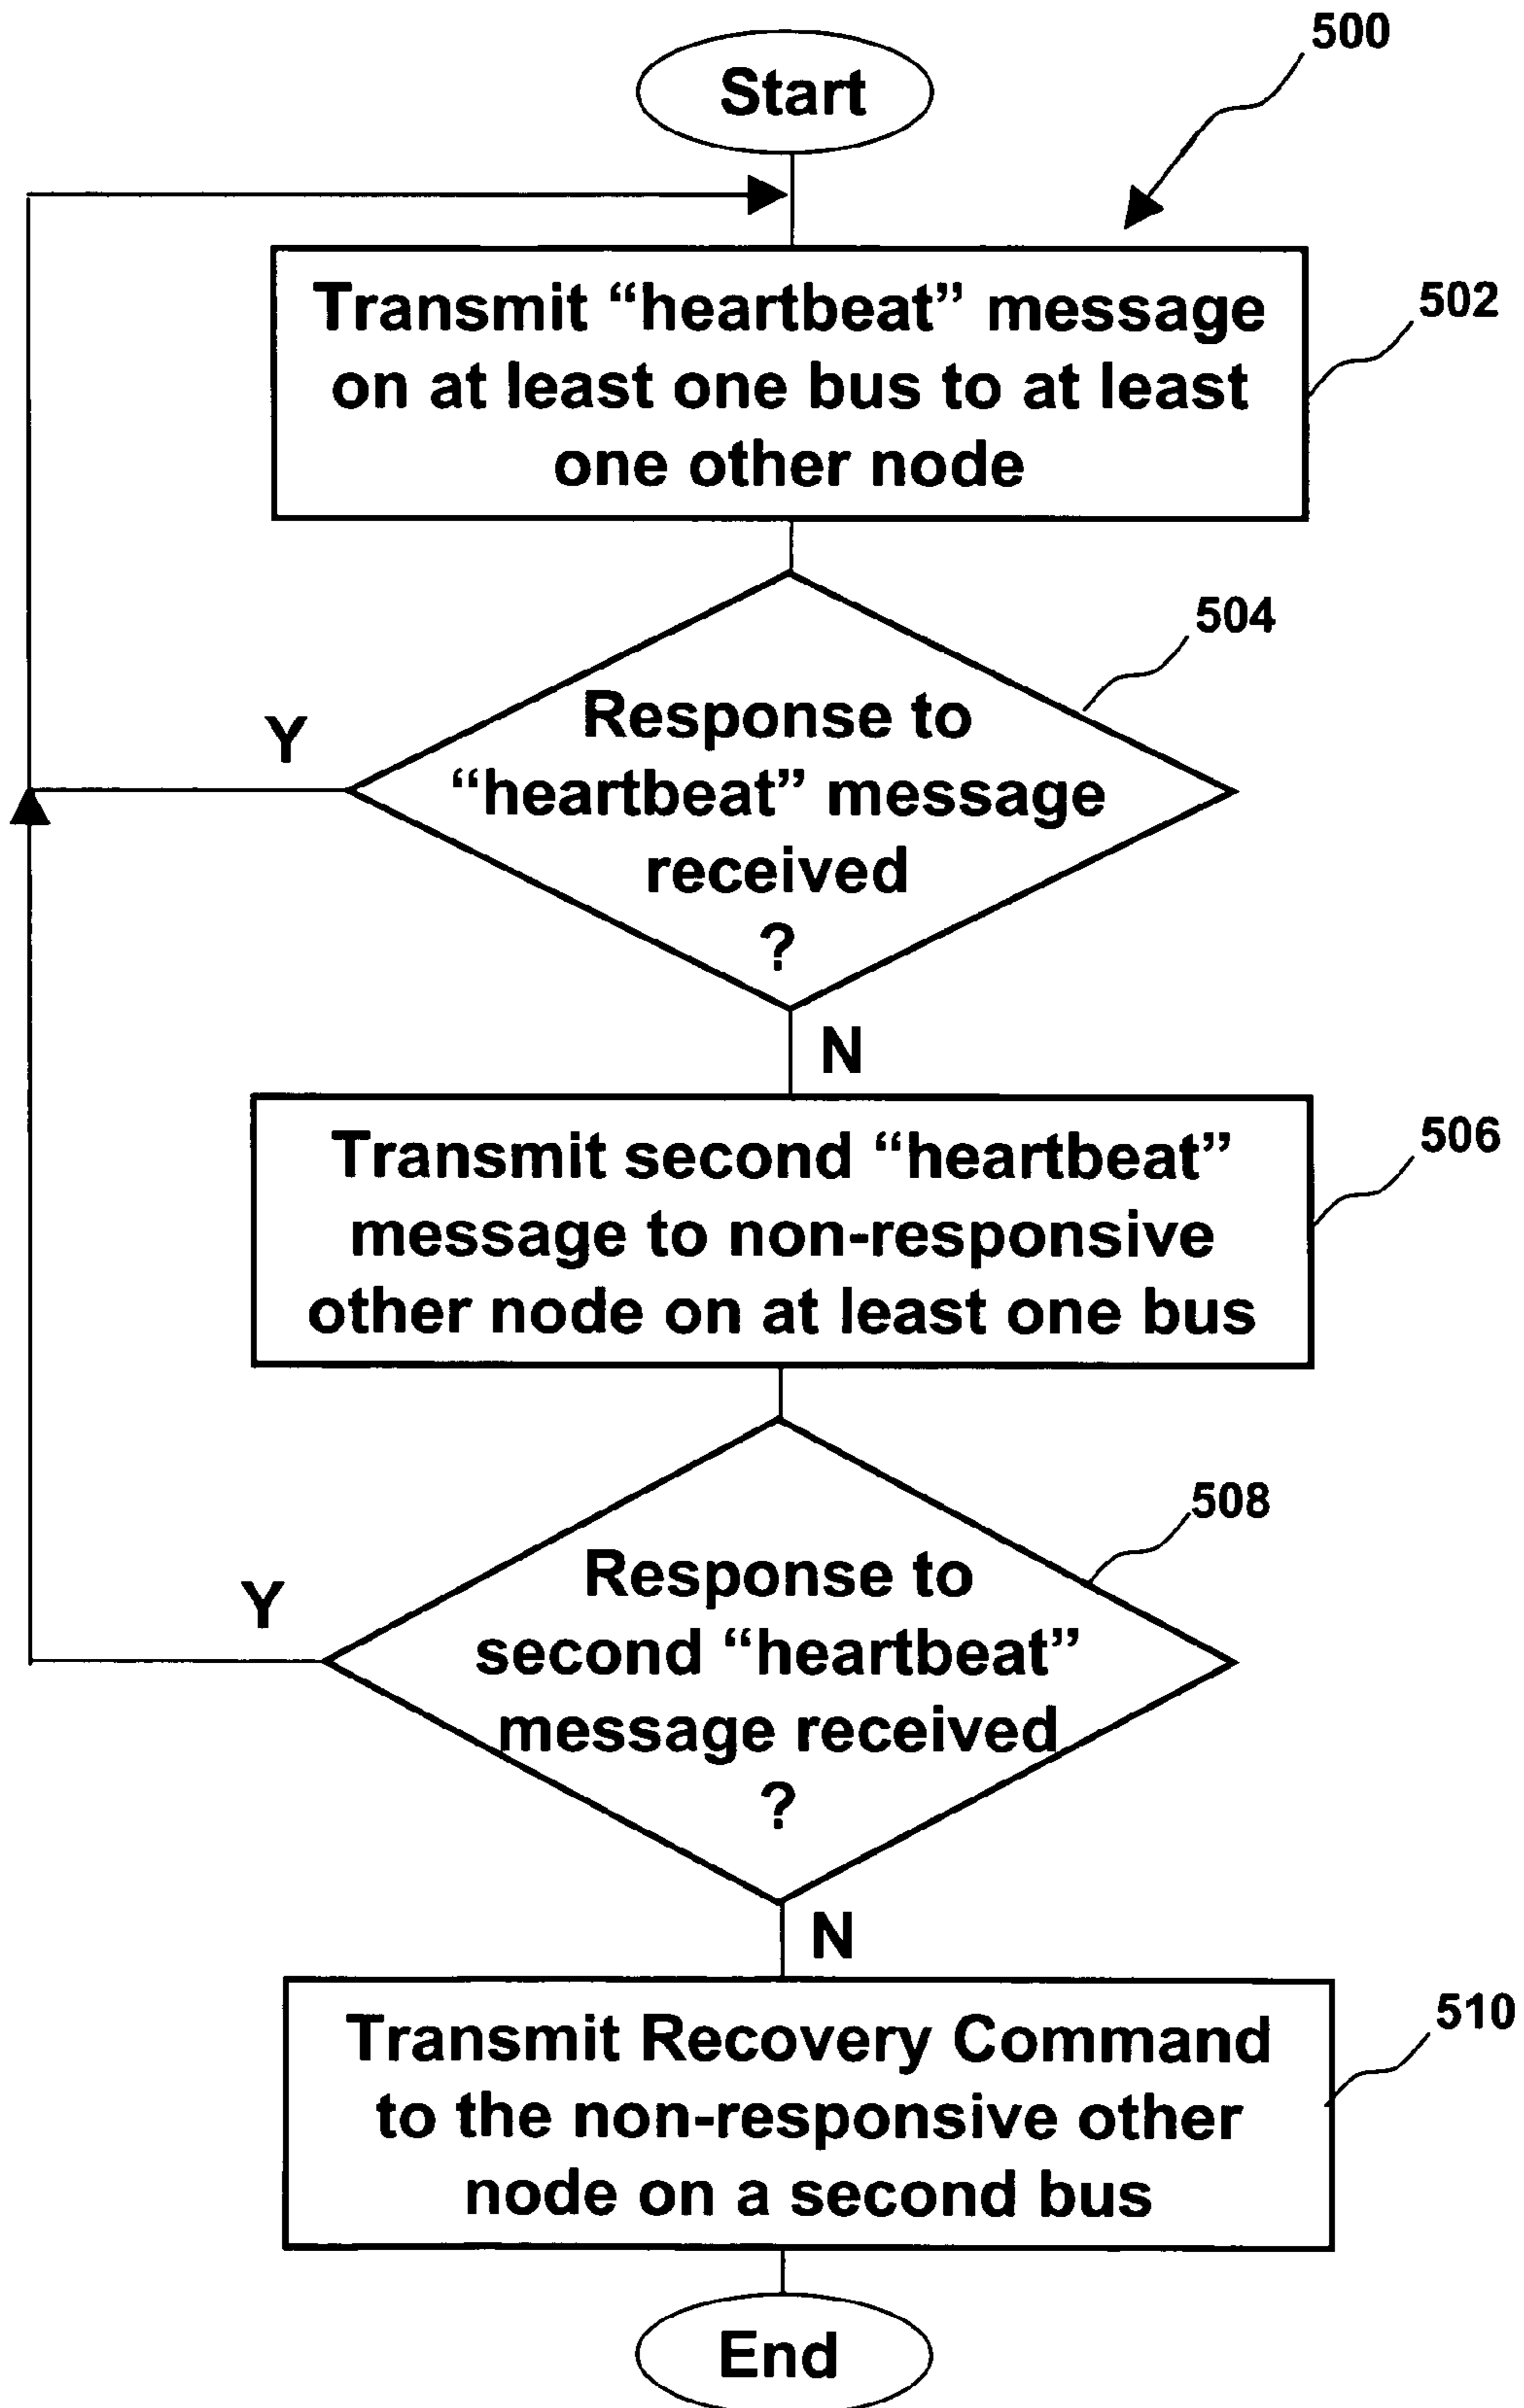 500
Start
Transmit “heartbeat” message
on at least one bus to at least
one other node
502
504
Response to
“heartbeat” message
received
?
Y
N
Transmit second “heartbeat”
message to non-responsive
other node on at least one bus
506
508
Response to
second “heartbeat”
message received
?
Y
N
Transmit Recovery Command
to the non-responsive other
node on a second bus
510
End